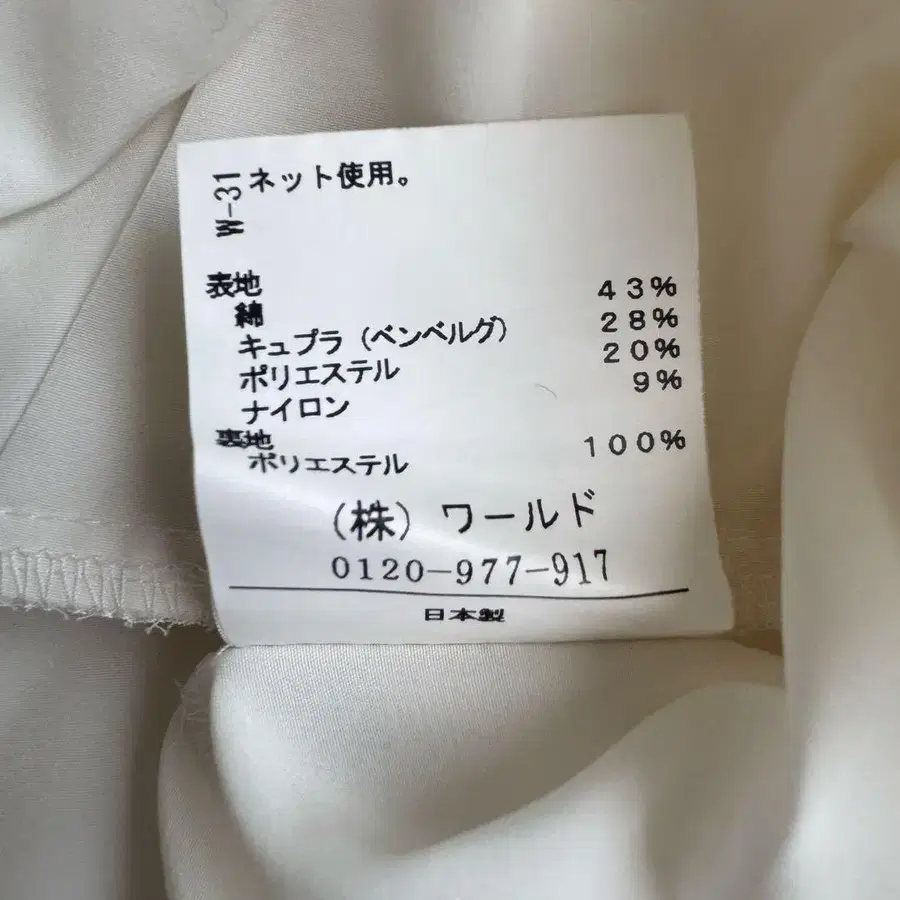 W-31
ネット使用。
表地
綿 43%
キュプラ(ベンベルグ) 28%
ポリエステル 20%
ナイロン 9%
裏地
ポリエステル 100%
(株)ワールド
0120-977-917
日本製